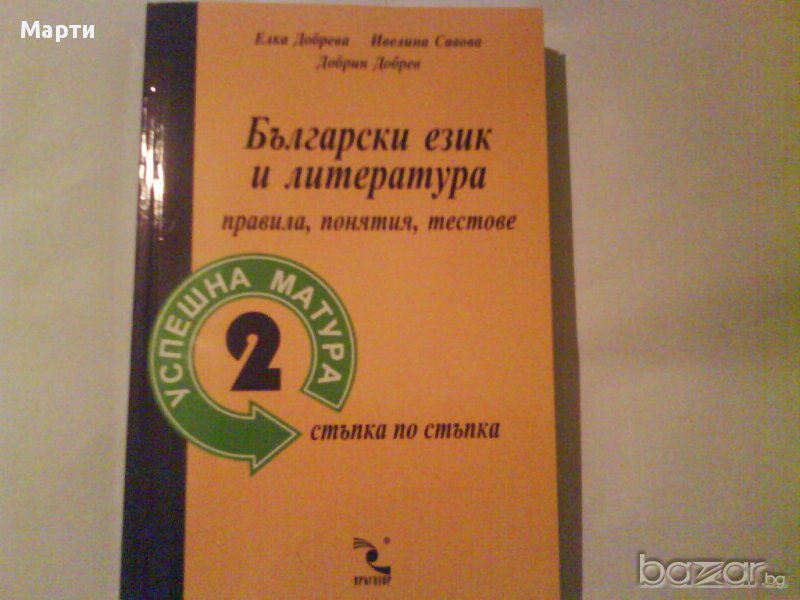 Марти
Елка Добрева Ивелина Савова
Добрин Добрев
Български език
и литература
правила, понятия, тестове
УСПЕШНА МАТУРА
2
стъпка по стъпка
®
КРЪГОЗОР
bazar.bg